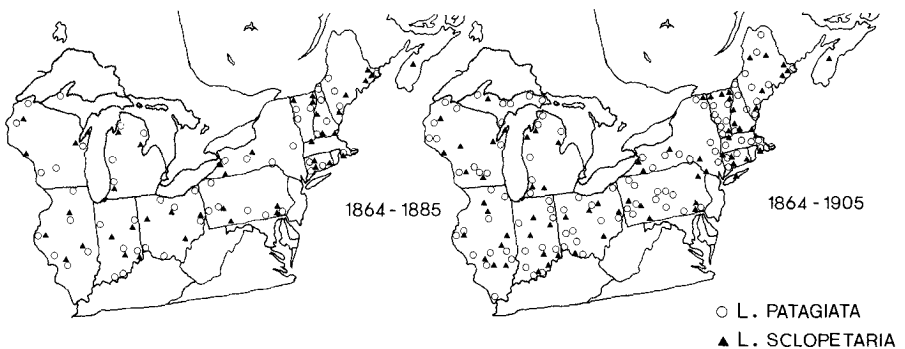 1864 - 1885
1864 - 1905
L. PATAGIATA
L. SCLOPETARIA